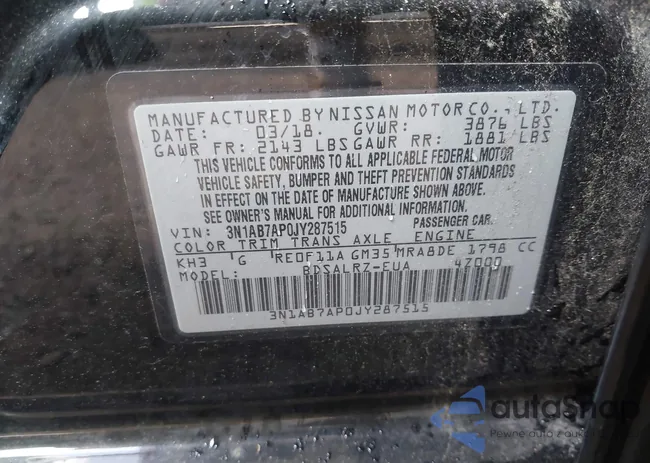 MANUFACTURED BY NISSAN MOTOR CO., LTD.
DATE: 03/18. GVWR: 3876 LBS
GAWR FR: 2143 LBS GAWR RR: 1881 LBS
THIS VEHICLE CONFORMS TO ALL APPLICABLE FEDERAL MOTOR
VEHICLE SAFETY, BUMPER AND THEFT PREVENTION STANDARDS
IN EFFECT ON THE DATE OF MANUFACTURE SHOWN ABOVE.
SEE OWNER'S MANUAL FOR ADDITIONAL INFORMATION.
VIN: 3N1AB7AP0JY287515 PASSENGER CAR.
COLOR TRIM TRANS AXLE ENGINE
KH3 G RE0F11A GM35 MRA8DE 1798 CC
MODEL: BDSALRZ-EUA 47000
3N1AB7AP0JY287515
autoSnap
Pewne auto z